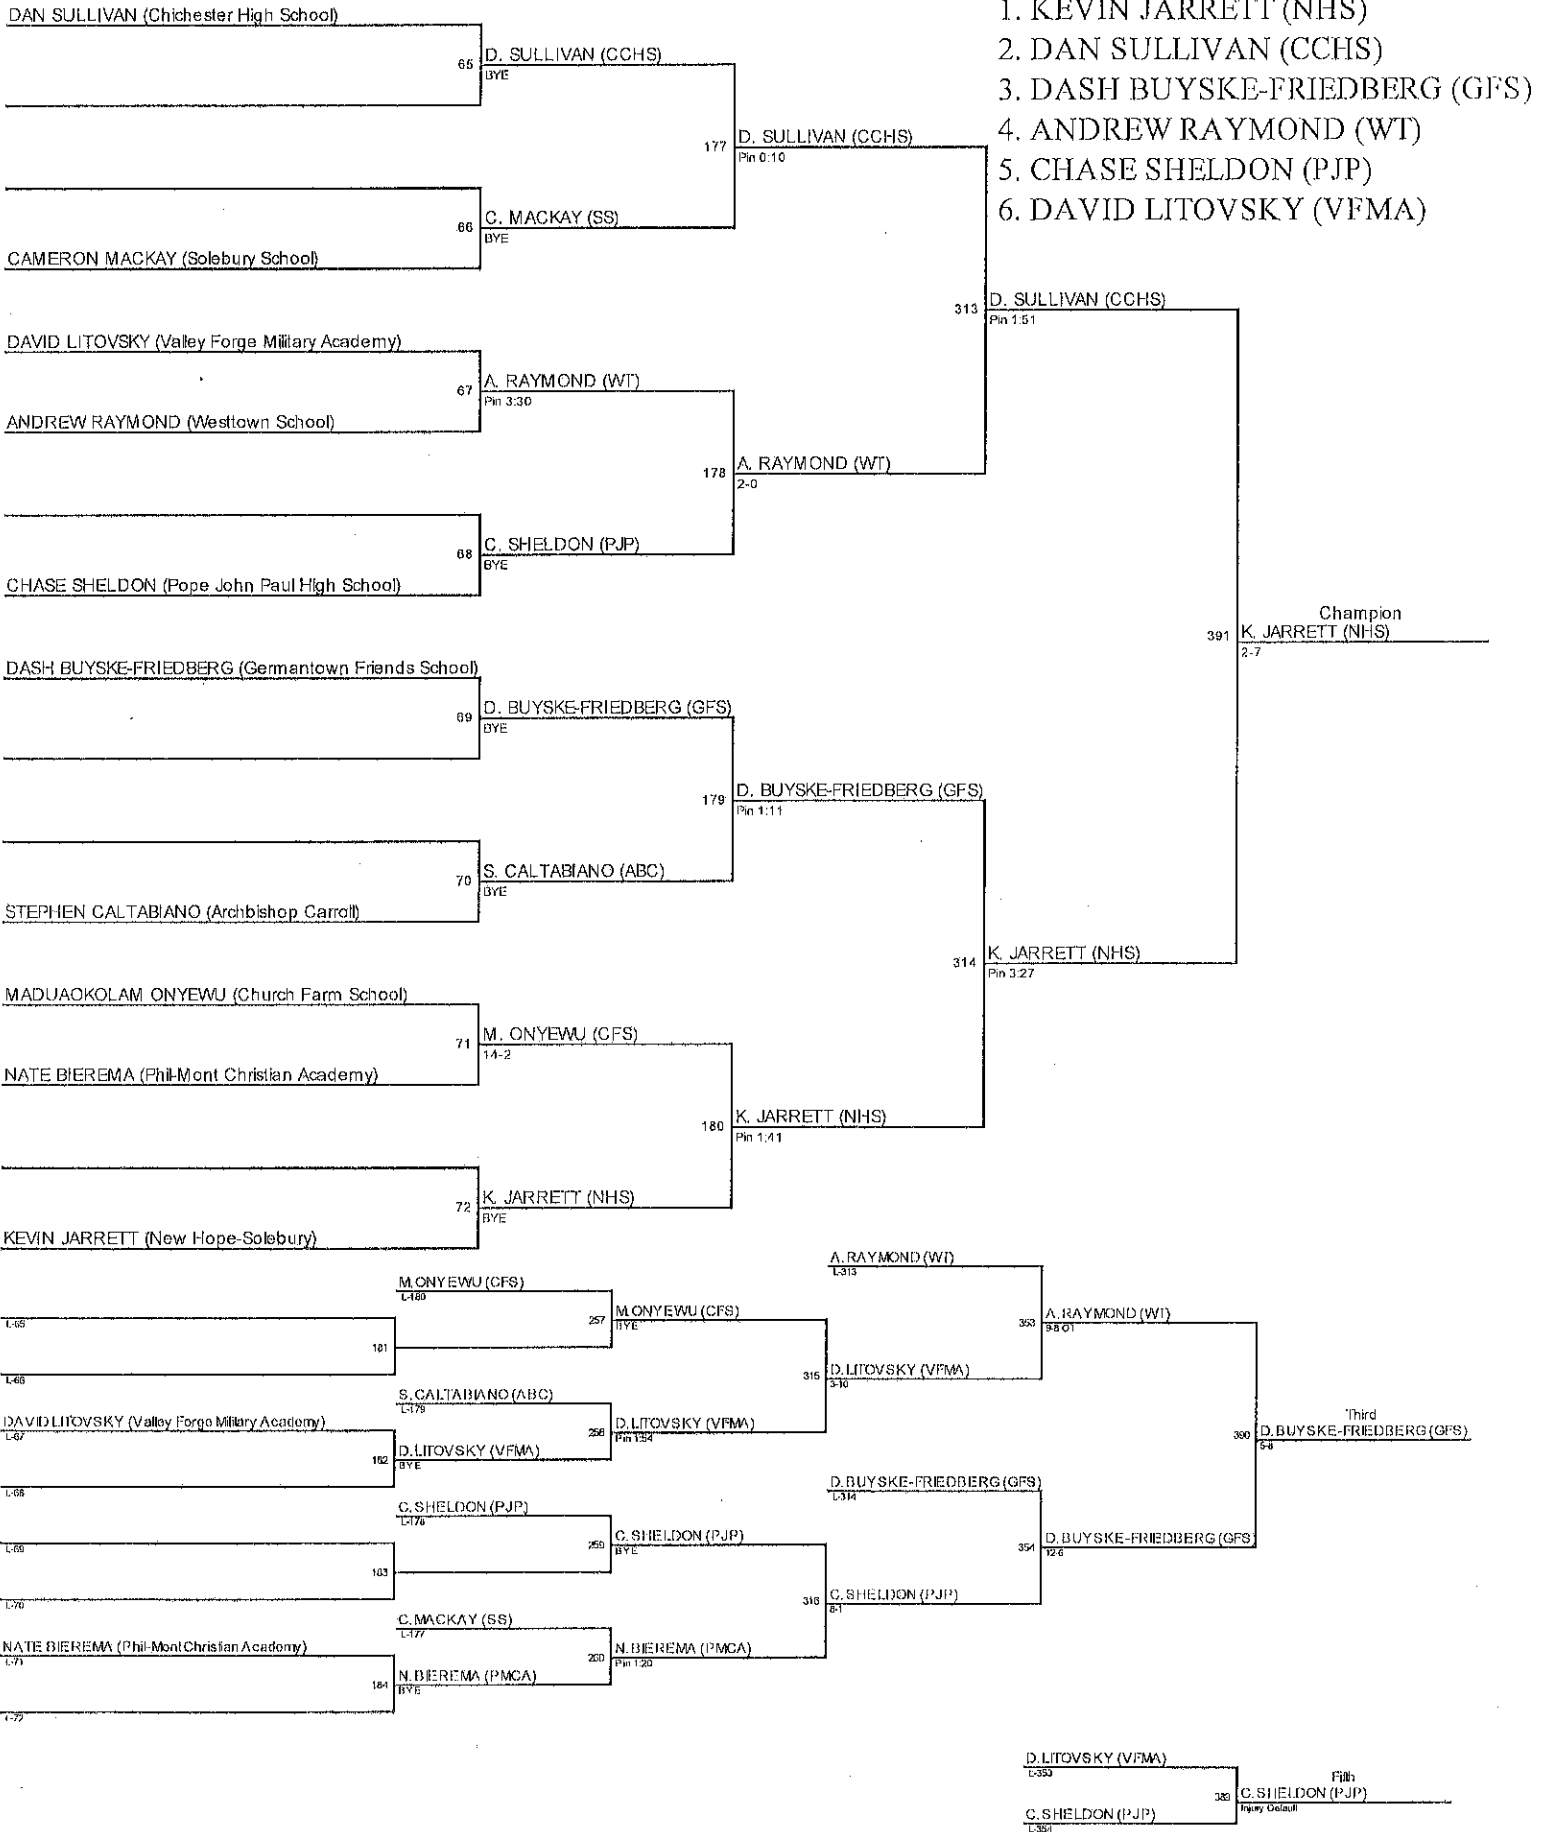 DAN SULLIVAN (Chichester High School)
65
D. SULLIVAN (CCHS)
BYE
66
C. MACKAY (SS)
BYE
CAMERON MACKAY (Solebury School)
177
D. SULLIVAN (CCHS)
Pin 0:10
1. KEVIN JARRETT (NHS)
2. DAN SULLIVAN (CCHS)
3. DASH BUYSKE-FRIEDBERG (GFS)
4. ANDREW RAYMOND (WT)
5. CHASE SHELDON (PJP)
6. DAVID LITOVSKY (VFMA)
DAVID LITOVSKY (Valley Forge Military Academy)
67
A. RAYMOND (WT)
Pin 3:30
ANDREW RAYMOND (Westtown School)
178
A. RAYMOND (WT)
2-0
68
C. SHELDON (PJP)
BYE
CHASE SHELDON (Pope John Paul High School)
313
D. SULLIVAN (CCHS)
Pin 1:51
DASH BUYSKE-FRIEDBERG (Germantown Friends School)
69
D. BUYSKE-FRIEDBERG (GFS)
BYE
179
D. BUYSKE-FRIEDBERG (GFS)
Pin 1:11
70
S. CALTABIANO (ABC)
BYE
STEPHEN CALTABIANO (Archbishop Carroll)
Champion
391
K. JARRETT (NHS)
2-7
314
K. JARRETT (NHS)
Pin 3:27
MADUAOKOLAM ONYEWU (Church Farm School)
71
M. ONYEWU (CFS)
14-2
NATE BIEREMA (Phil-Mont Christian Academy)
180
K. JARRETT (NHS)
Pin 1:41
72
K. JARRETT (NHS)
BYE
KEVIN JARRETT (New Hope-Solebury)
L-65
181
L-66
M. ONYEWU (CFS)
L-180
257
M. ONYEWU (CFS)
BYE
DAVID LITOVSKY (Valley Forge Military Academy)
L-67
182
D. LITOVSKY (VFMA)
BYE
L-68
S. CALTABIANO (ABC)
L-179
258
D. LITOVSKY (VFMA)
Pin 1:54
315
D. LITOVSKY (VFMA)
3-10
A. RAYMOND (WT)
L-313
353
A. RAYMOND (WT)
9-8 OT
L-69
183
L-70
C. SHELDON (PJP)
L-178
259
C. SHELDON (PJP)
BYE
NATE BIEREMA (Phil-Mont Christian Academy)
L-71
184
N. BIEREMA (PMCA)
BYE
L-72
C. MACKAY (SS)
L-177
260
N. BIEREMA (PMCA)
Pin 1:20
316
C. SHELDON (PJP)
8-1
D. BUYSKE-FRIEDBERG (GFS)
L-314
354
D. BUYSKE-FRIEDBERG (GFS)
12-6
Third
390
D. BUYSKE-FRIEDBERG (GFS)
5-8
D. LITOVSKY (VFMA)
L-353
389
Fifth
C. SHELDON (PJP)
Injury Default
C. SHELDON (PJP)
L-354